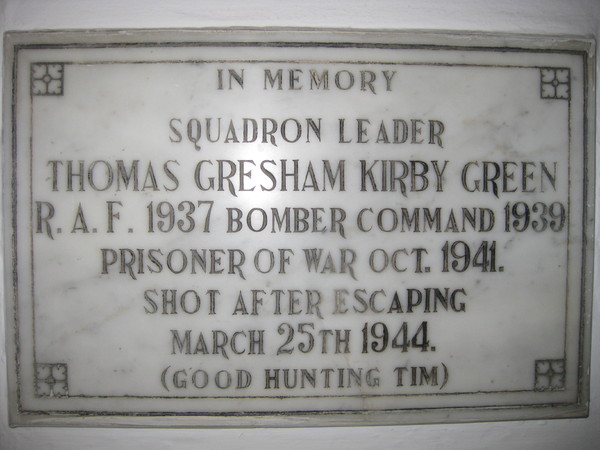 IN MEMORY
SQUADRON LEADER
THOMAS GRESHAM KIRBY GREEN
R. A. F. 1937 BOMBER COMMAND 1939
PRISONER OF WAR OCT. 1941.
SHOT AFTER ESCAPING
MARCH 25TH 1944.
(GOOD HUNTING TIM)